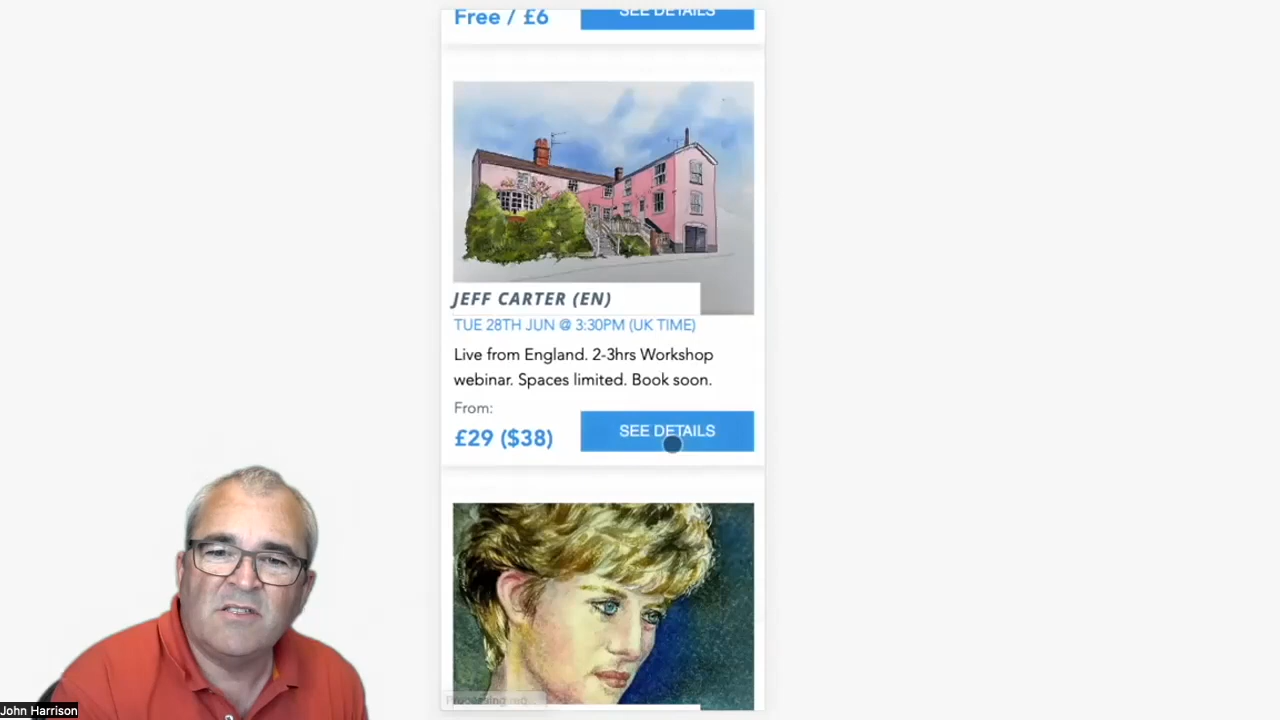 Free / £6
SEE DETAILS
JEFF CARTER (EN)
TUE 28TH JUN @ 3:30PM (UK TIME)
Live from England. 2-3hrs Workshop
webinar. Spaces limited. Book soon.
From:
£29 ($38)
SEE DETAILS
John Harrison